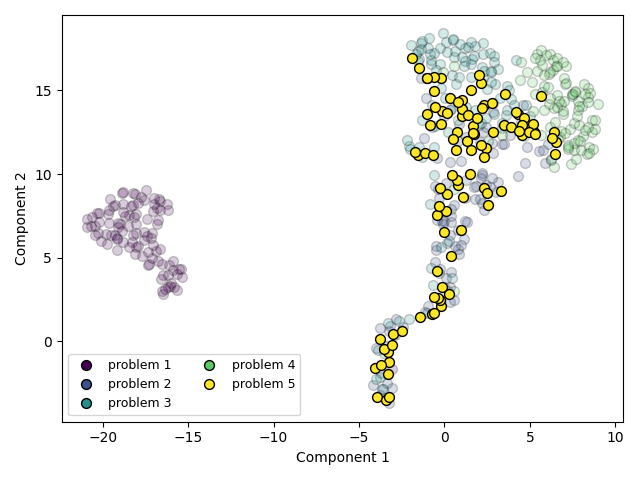 15
10
5
0
Component 2
−20
−15
−10
−5
0
5
10
Component 1
problem 1
problem 2
problem 3
problem 4
problem 5